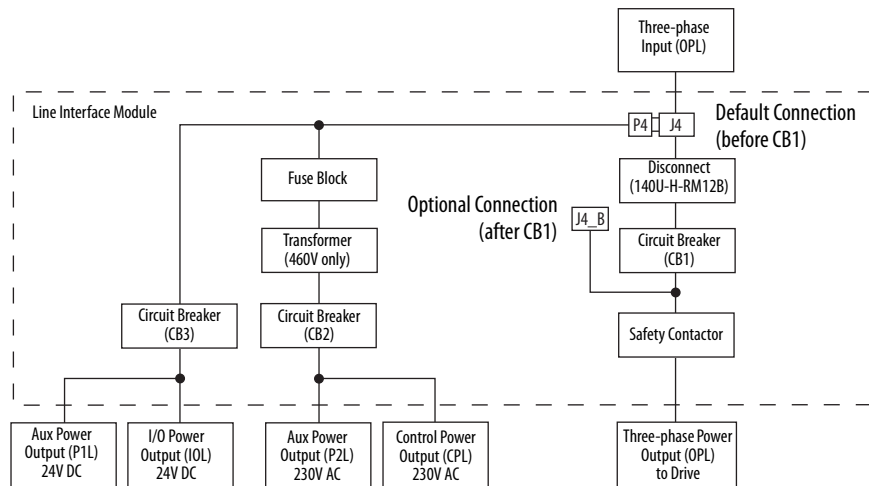 Three-phase
Input (OPL)
Line Interface Module
P4
J4
Default Connection
(before CB1)
Fuse Block
Disconnect
(140U-H-RM12B)
Optional Connection
(after CB1)
J4_B
Transformer
(460V only)
Circuit Breaker
(CB1)
Circuit Breaker
(CB3)
Circuit Breaker
(CB2)
Safety Contactor
Aux Power
Output (P1L)
24V DC
I/O Power
Output (IOL)
24V DC
Aux Power
Output (P2L)
230V AC
Control Power
Output (CPL)
230V AC
Three-phase Power
Output (OPL)
to Drive